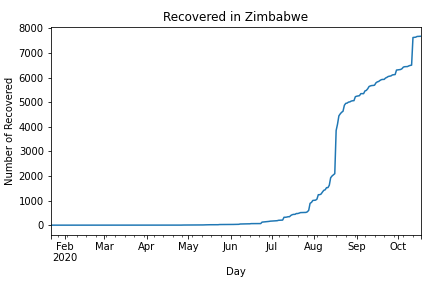 Recovered in Zimbabwe
8000
7000
6000
5000
4000
3000
2000
1000
0
Number of Recovered
Feb Mar Apr May Jun Jul Aug Sep Oct
2020
Day